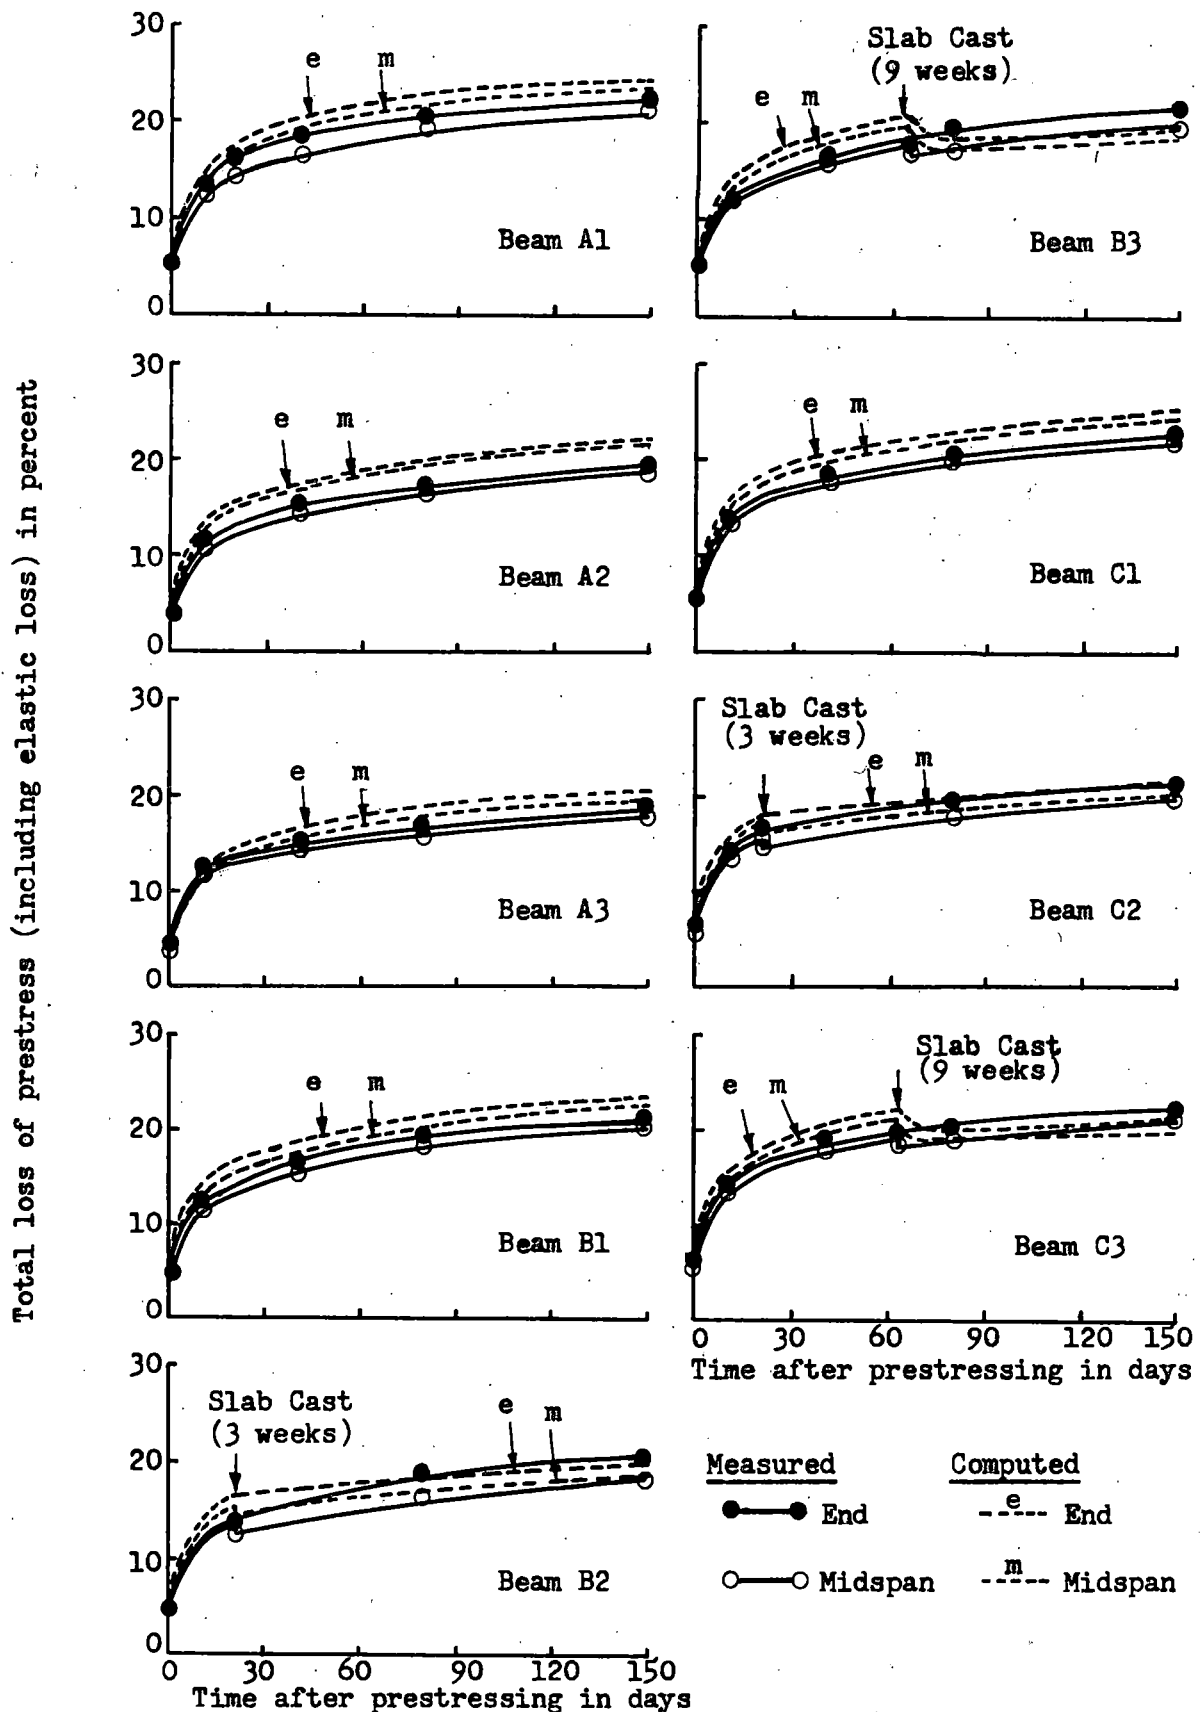 Total loss of prestress (including elastic loss) in percent
30
20
10
0
e
m
Beam A1
Slab Cast
(9 weeks)
e
m
Beam B3
30
20
10
0
e
m
Beam A2
e
m
Beam C1
30
20
10
0
e
m
Beam A3
Slab Cast
(3 weeks)
e
m
Beam C2
30
20
10
0
e
m
Beam B1
Slab Cast
(9 weeks)
e
m
Beam C3
0 30 60 90 120 150
Time after prestressing in days
30
20
10
0
Slab Cast
(3 weeks)
e
m
Beam B2
0 30 60 90 120 150
Time after prestressing in days
Measured Computed
End e End
Midspan m Midspan